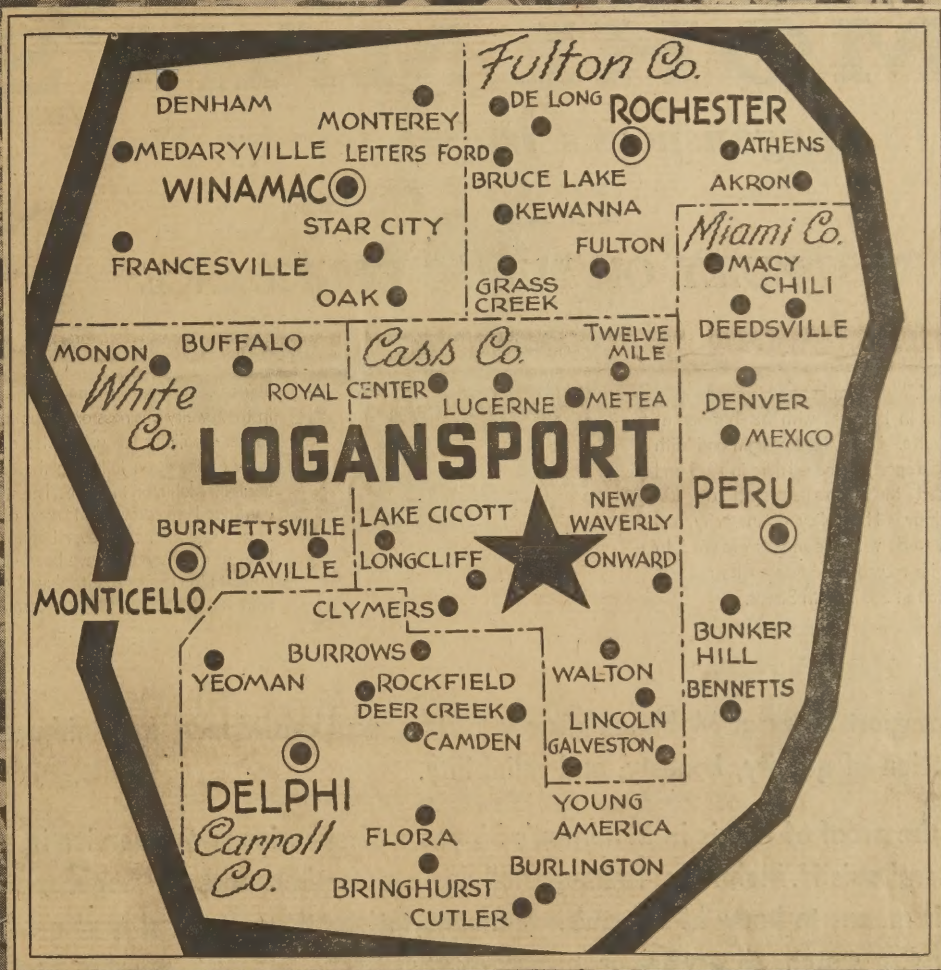 Fulton Co.
DENHAM
MONTEREY
DE LONG
ROCHESTER
MEDARYVILLE
LEITERS FORD
ATHENS
WINAMAC
BRUCE LAKE
AKRON
STAR CITY
KEWANNA
FRANCESVILLE
FULTON
Miami Co.
MACY
OAK
GRASS
CREEK
CHILI
DEEDSVILLE
MONON
BUFFALO
Cass Co.
TWELVE
MILE
White
Co.
ROYAL CENTER
LUCERNE
METEA
DENVER
LOGANSPORT
MEXICO
BURNETTSVILLE
LAKE CICOTT
NEW
WAVERLY
PERU
IDAVILLE
LONGCLIFF
ONWARD
MONTICELLO
CLYMERS
BUNKER
HILL
BURROWS
WALTON
YEOMAN
ROCKFIELD
BENNETTS
DEER CREEK
LINCOLN
CAMDEN
GALVESTON
DELPHI
YOUNG
AMERICA
Carroll
Co.
FLORA
BURLINGTON
BRINGHURST
CUTLER